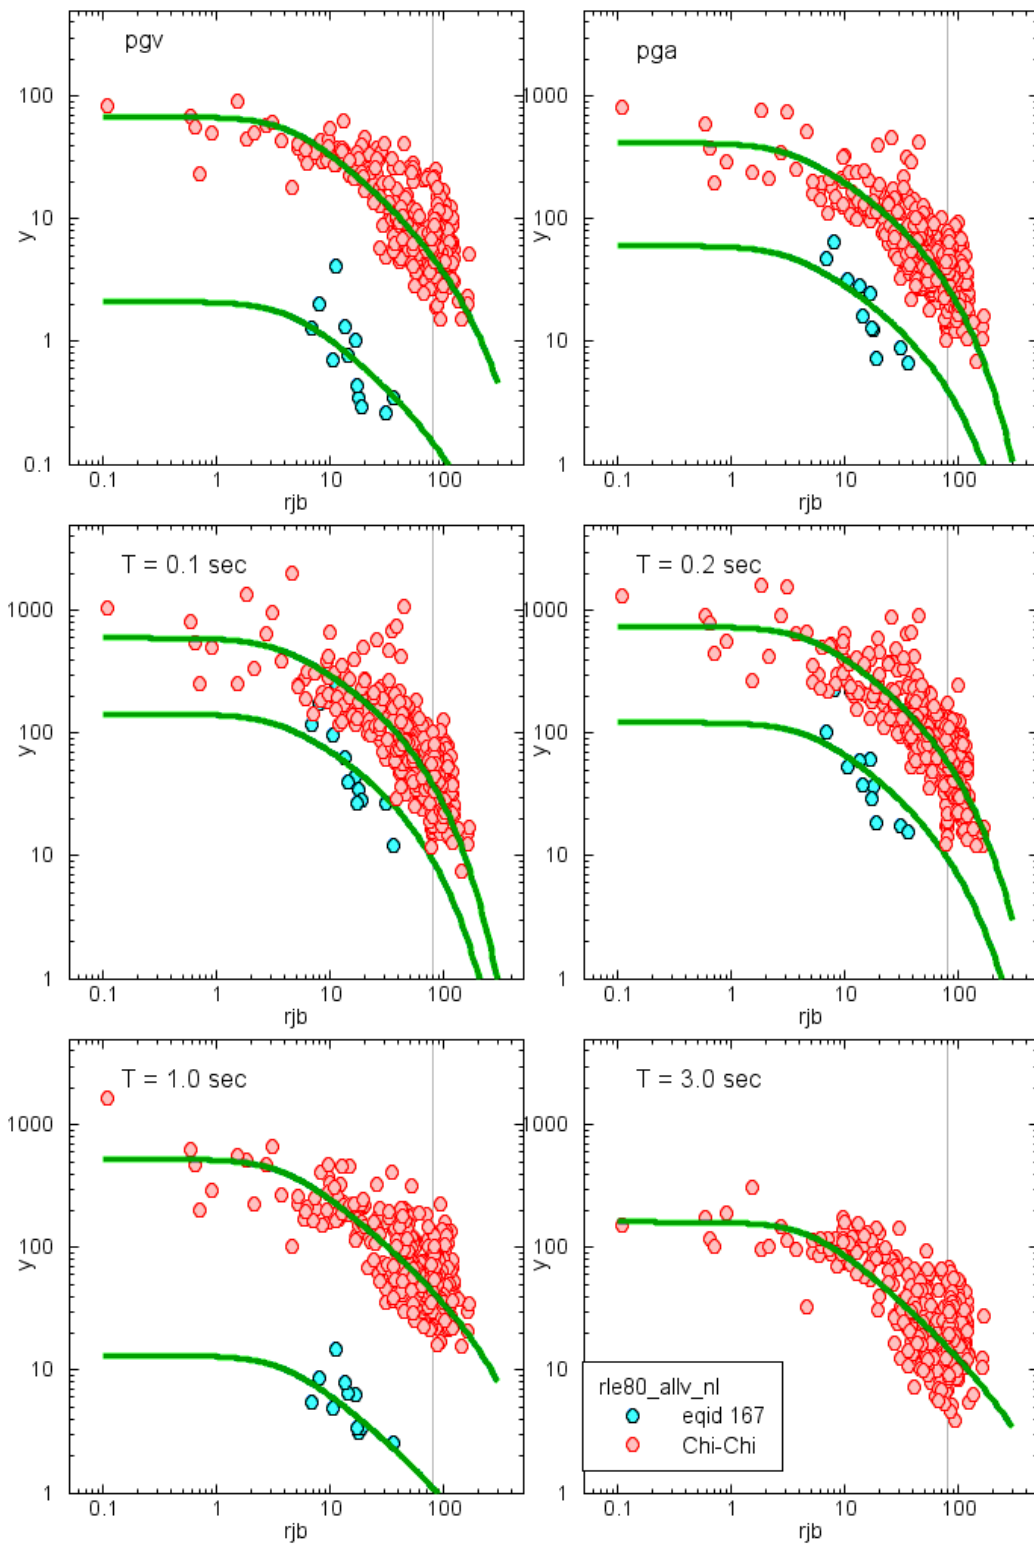 pgv
100
10
1
0.1
y
0.1 1 10 100
rjb
pga
1000
100
10
1
y
0.1 1 10 100
rjb
T = 0.1 sec
1000
100
10
1
y
0.1 1 10 100
rjb
T = 0.2 sec
1000
100
10
1
y
0.1 1 10 100
rjb
T = 1.0 sec
1000
100
10
1
y
0.1 1 10 100
rjb
T = 3.0 sec
1000
100
10
1
y
0.1 1 10 100
rjb
rle80_allv_nl
eqid 167
Chi-Chi